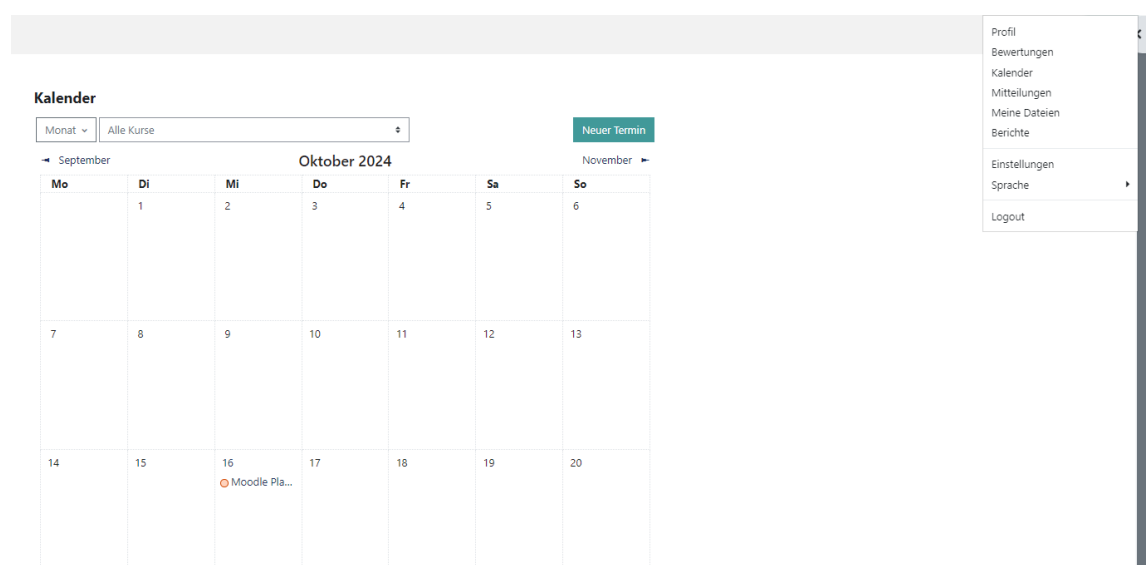 Profil
Bewertungen
Kalender
Mitteilungen
Meine Dateien
Berichte
Einstellungen
Sprache
Logout
Kalender
Monat Alle Kurse Neuer Termin
September Oktober 2024 November
Mo Di Mi Do Fr Sa So
1 2 3 4 5 6
7 8 9 10 11 12 13
14 15 16 17 18 19 20
Moodle Pla...